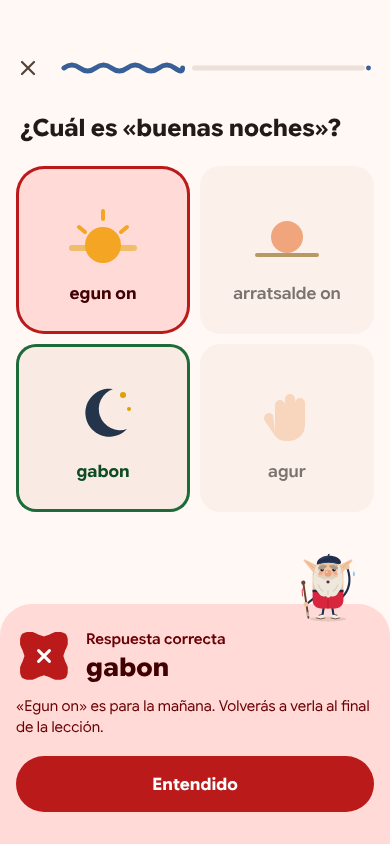 ¿Cuál es «buenas noches»?
egun on
arratsalde on
gabon
agur
Respuesta correcta
gabon
«Egun on» es para la mañana. Volverás a verla al final
de la lección.
Entendido